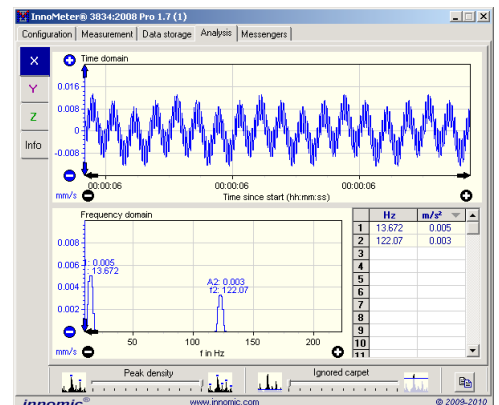 InnoMeter® 3834:2008 Pro 1.7 (1)
Configuration Measurement Data storage Analysis Messengers
X
Y
Z
Info
Time domain
0.016
0.008
0
-0.008
mm/s
00:00:06 00:00:06 00:00:06
Time since start (hh:mm:ss)
Frequency domain
0.008
0.006
0.004
0.002
: 0.005
: 13.672
A2: 0.003
f2: 122.07
mm/s
50 100 150 200
f in Hz
Hz m/s²
1 13.672 0.005
2 122.07 0.003
3
4
5
6
7
8
9
10
11
Peak density
Ignored carpet
innomic® www.innomic.com © 2009-2010